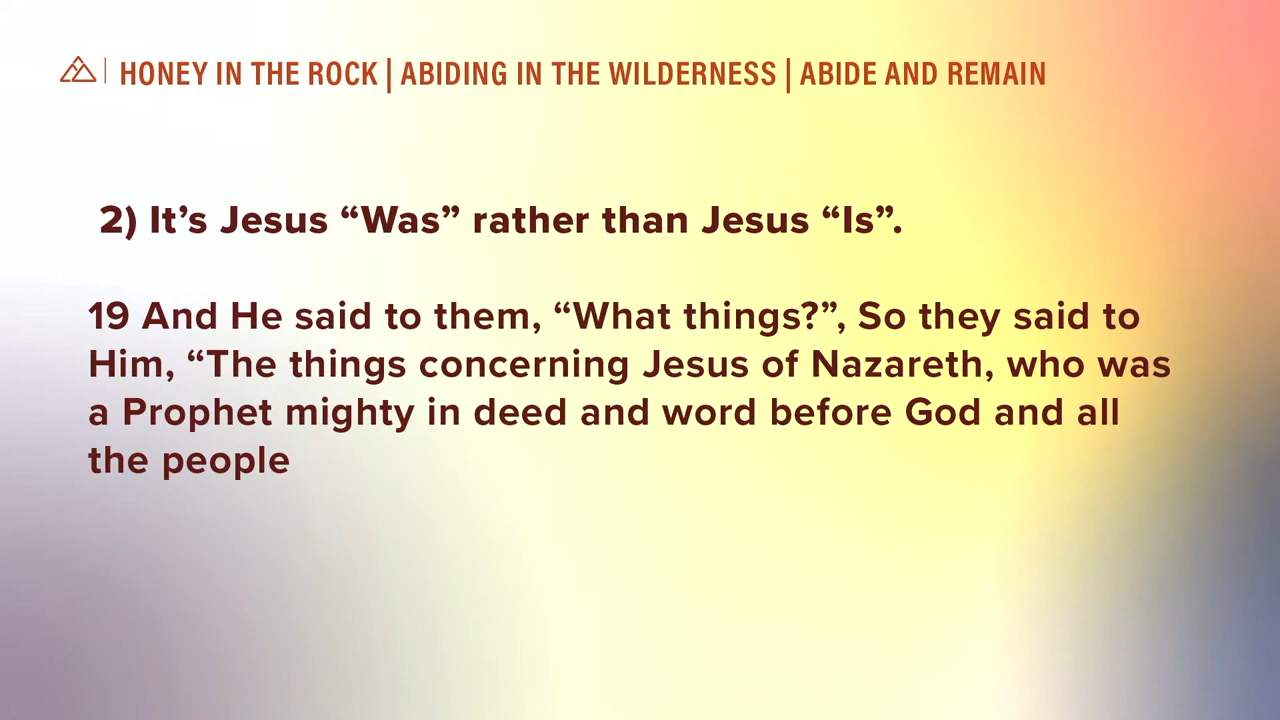 HONEY IN THE ROCK | ABIDING IN THE WILDERNESS | ABIDE AND REMAIN
2) It’s Jesus “Was” rather than Jesus “Is”.
19 And He said to them, “What things?”, So they said to
Him, “The things concerning Jesus of Nazareth, who was
a Prophet mighty in deed and word before God and all
the people